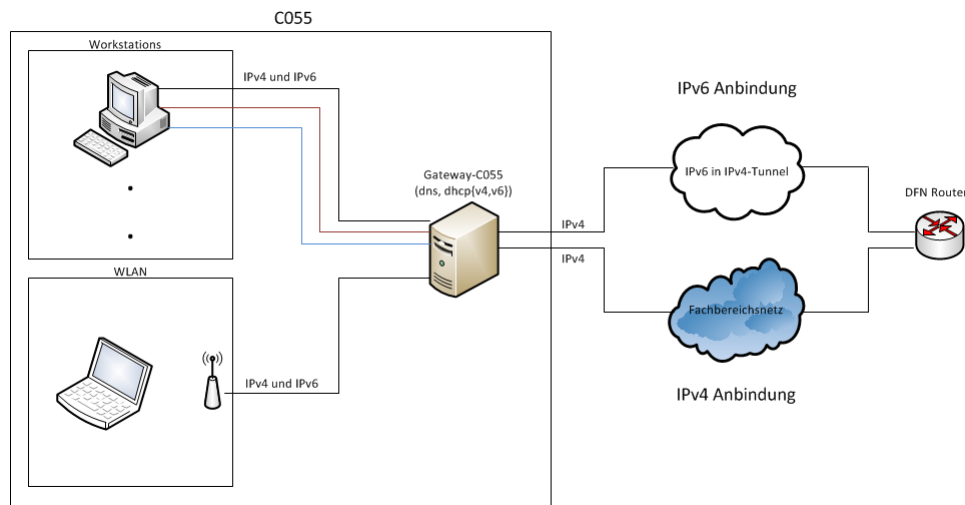 C055
Workstations
IPv4 und IPv6
Gateway-C055
(dns, dhcp{v4,v6})
WLAN
IPv4 und IPv6
IPv4
IPv4
IPv6 Anbindung
IPv6 in IPv4-Tunnel
DFN Router
Fachbereichsnetz
IPv4 Anbindung